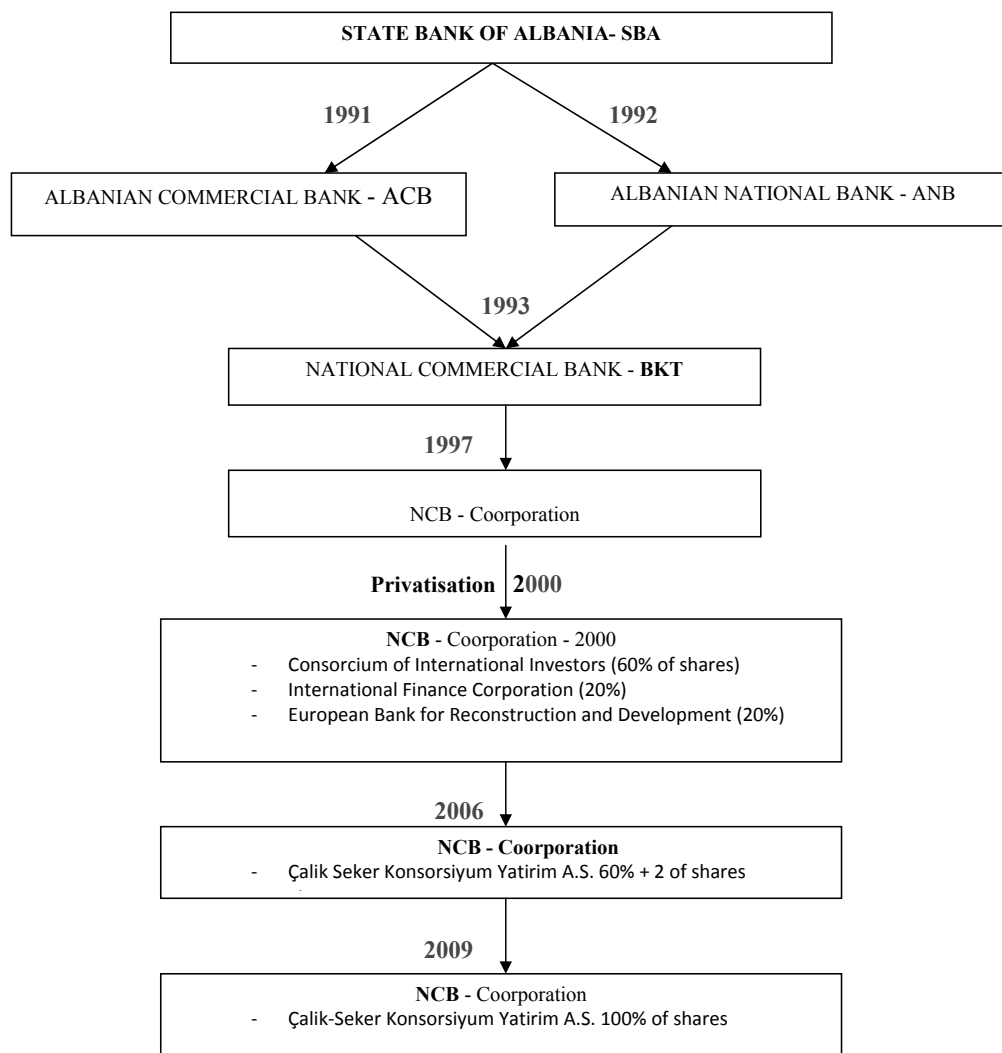 STATE BANK OF ALBANIA- SBA
1991
1992
ALBANIAN COMMERCIAL BANK - ACB
ALBANIAN NATIONAL BANK - ANB
1993
NATIONAL COMMERCIAL BANK - BKT
1997
NCB - Coorporation
Privatisation 2000
NCB - Coorporation - 2000
- Consorcium of International Investors (60% of shares)
- International Finance Corporation (20%)
- European Bank for Reconstruction and Development (20%)
2006
NCB - Coorporation
- Çalik Seker Konsorsiyum Yatirim A.S. 60% + 2 of shares
2009
NCB - Coorporation
- Çalik-Seker Konsorsiyum Yatirim A.S. 100% of shares